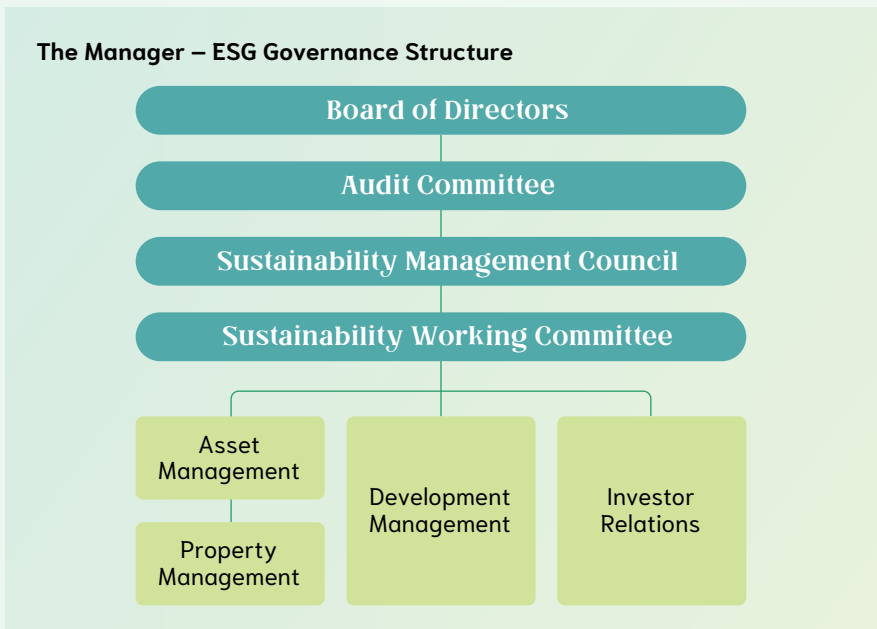 The Manager – ESG Governance Structure
Board of Directors
Audit Committee
Sustainability Management Council
Sustainability Working Committee
Asset
Management
Property
Management
Development
Management
Investor
Relations